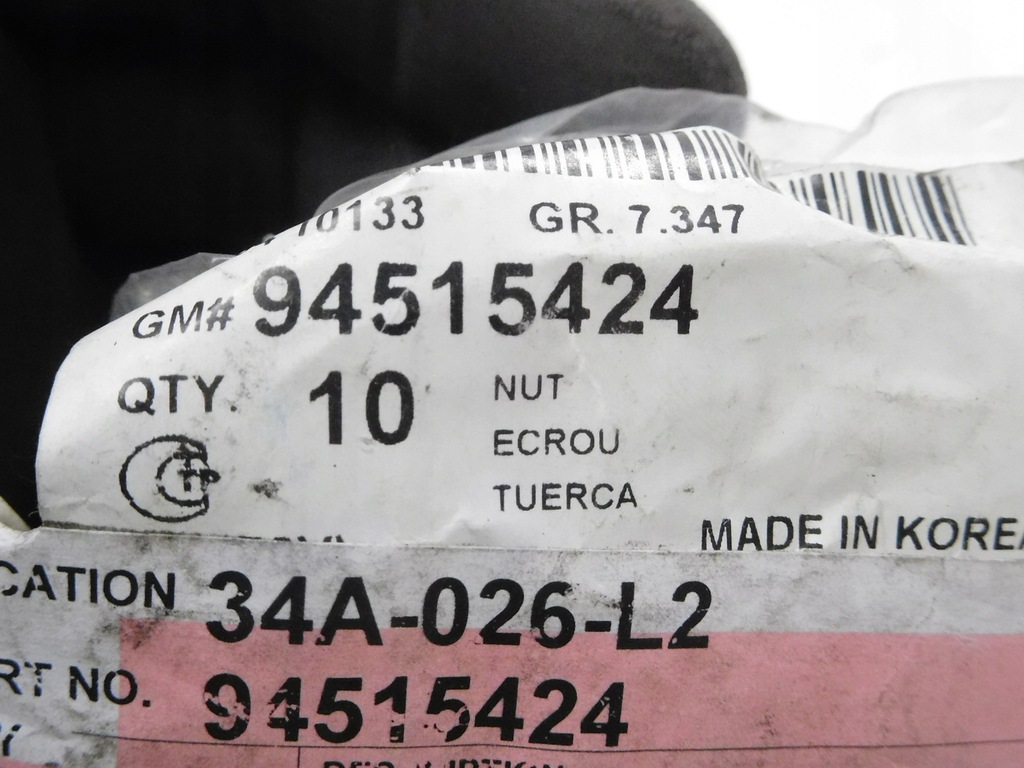 10133 GR. 7.347
GM# 94515424
QTY. 10 NUT
ECROU
TUERCA
MADE IN KOREA
CATION 34A-026-L2
RT NO. 94515424